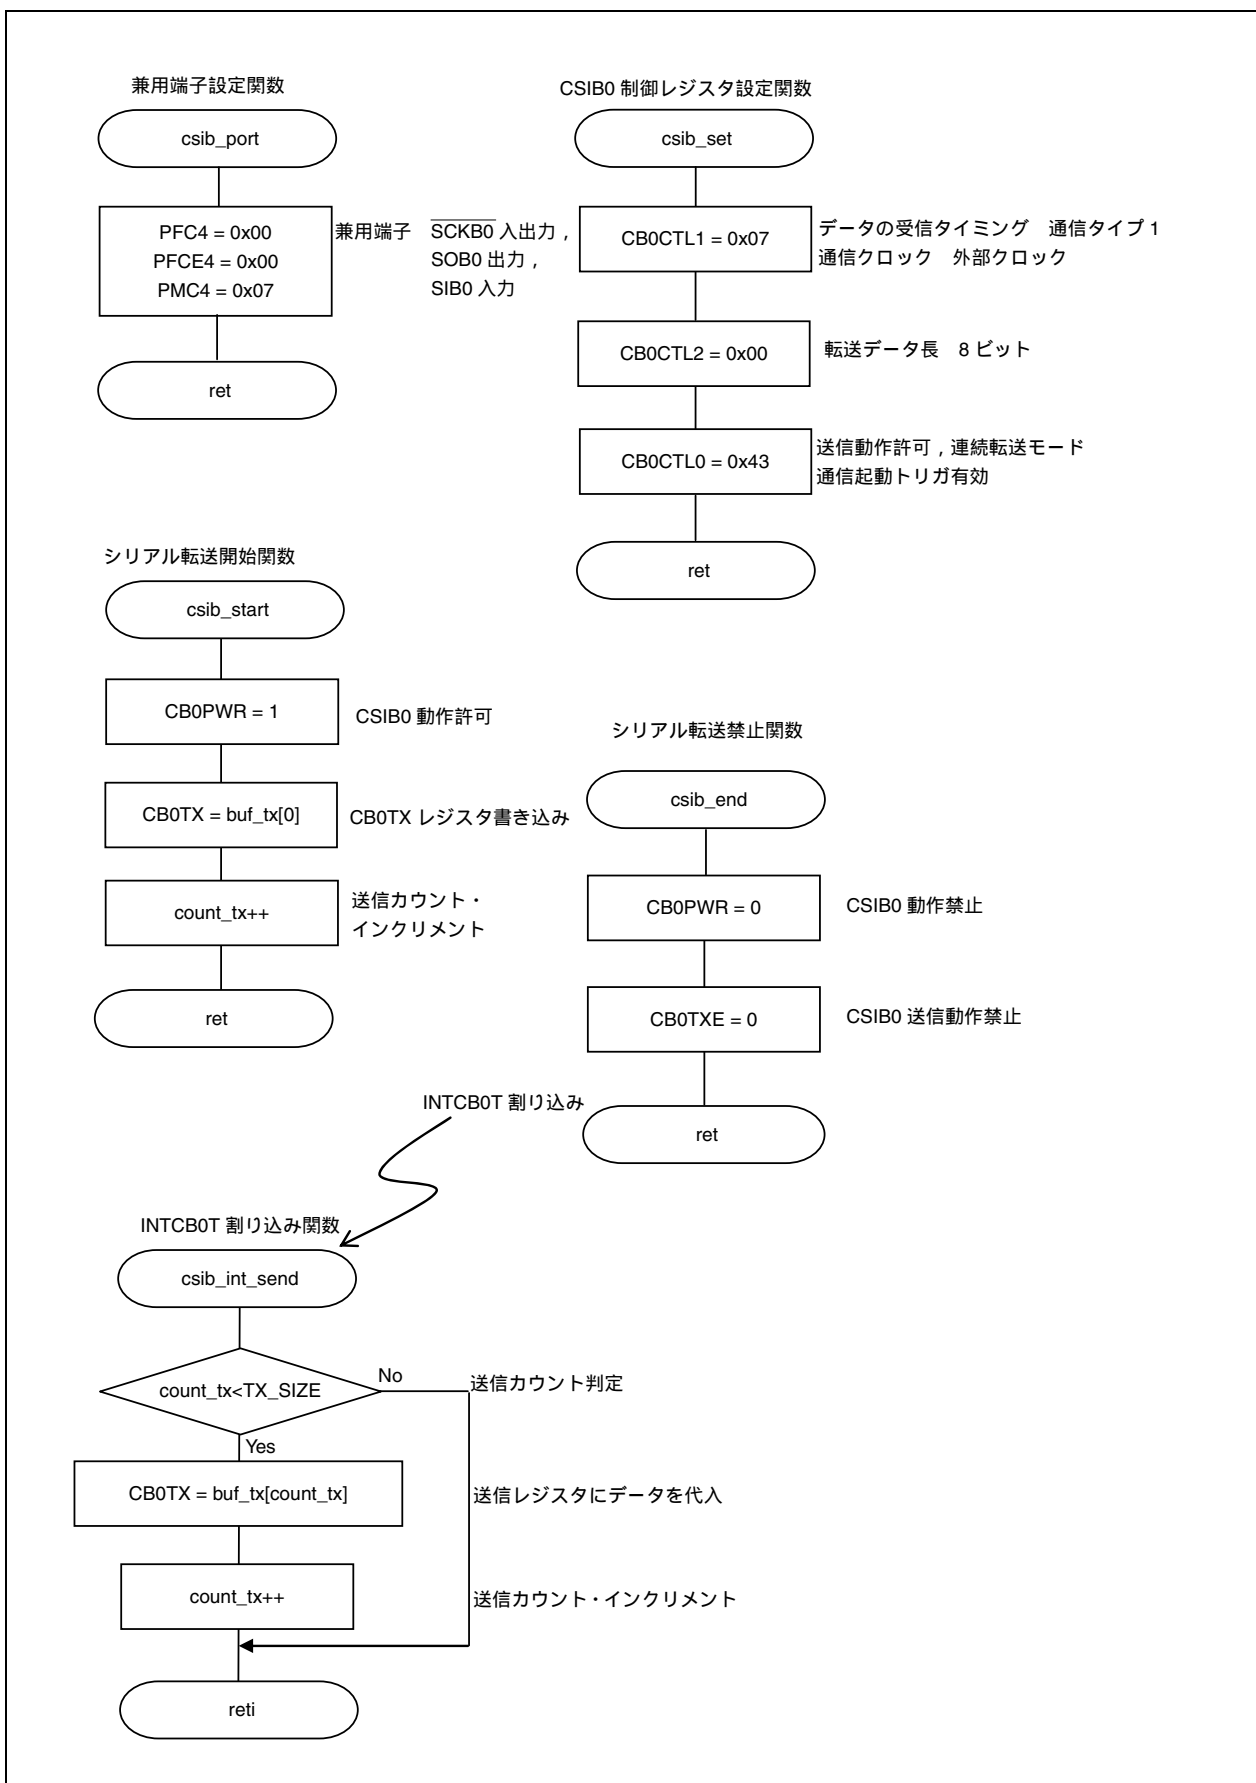 兼用端子設定関数
csib_port
PFC4 = 0x00
PFCE4 = 0x00
PMC4 = 0x07
兼用端子　SCKB0 入出力，
SOB0 出力，
SIB0 入力
ret
CSIB0 制御レジスタ設定関数
csib_set
CB0CTL1 = 0x07
データの受信タイミング　通信タイプ 1
通信クロック　外部クロック
CB0CTL2 = 0x00
転送データ長　8 ビット
CB0CTL0 = 0x43
送信動作許可，連続転送モード
通信起動トリガ有効
ret
シリアル転送開始関数
csib_start
CB0PWR = 1
CSIB0 動作許可
CB0TX = buf_tx[0]
CB0TX レジスタ書き込み
count_tx++
送信カウント・
インクリメント
ret
シリアル転送禁止関数
csib_end
CB0PWR = 0
CSIB0 動作禁止
CB0TXE = 0
CSIB0 送信動作禁止
ret
INTCB0T 割り込み
INTCB0T 割り込み関数
csib_int_send
count_tx<TX_SIZE
No
送信カウント判定
Yes
CB0TX = buf_tx[count_tx]
送信レジスタにデータを代入
count_tx++
送信カウント・インクリメント
reti